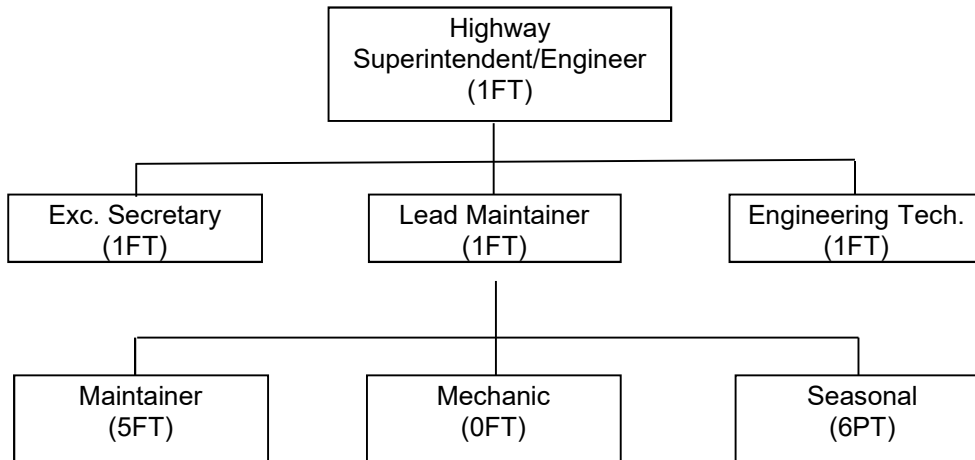 Highway
Superintendent/Engineer
(1FT)
Exc. Secretary
(1FT)
Lead Maintainer
(1FT)
Engineering Tech.
(1FT)
Maintainer
(5FT)
Mechanic
(0FT)
Seasonal
(6PT)